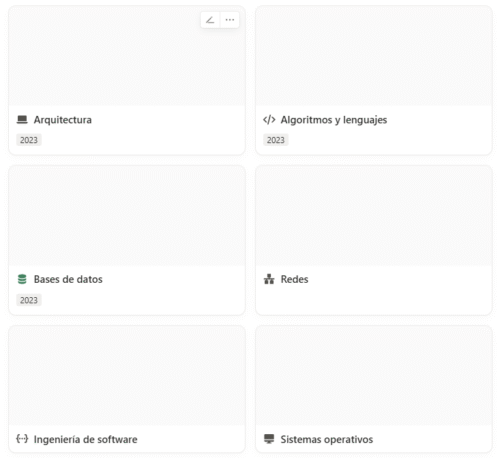 Arquitectura
2023
Algoritmos y lenguajes
2023
Bases de datos
2023
Redes
Ingeniería de software
Sistemas operativos